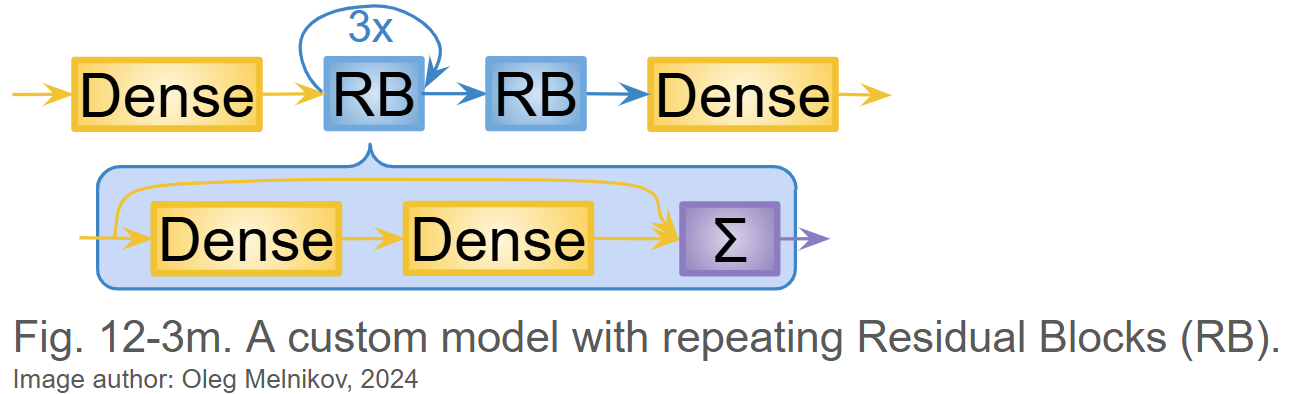 3x
Dense RB RB Dense
Dense Dense Σ
Fig. 12-3m. A custom model with repeating Residual Blocks (RB).
Image author: Oleg Melnikov, 2024